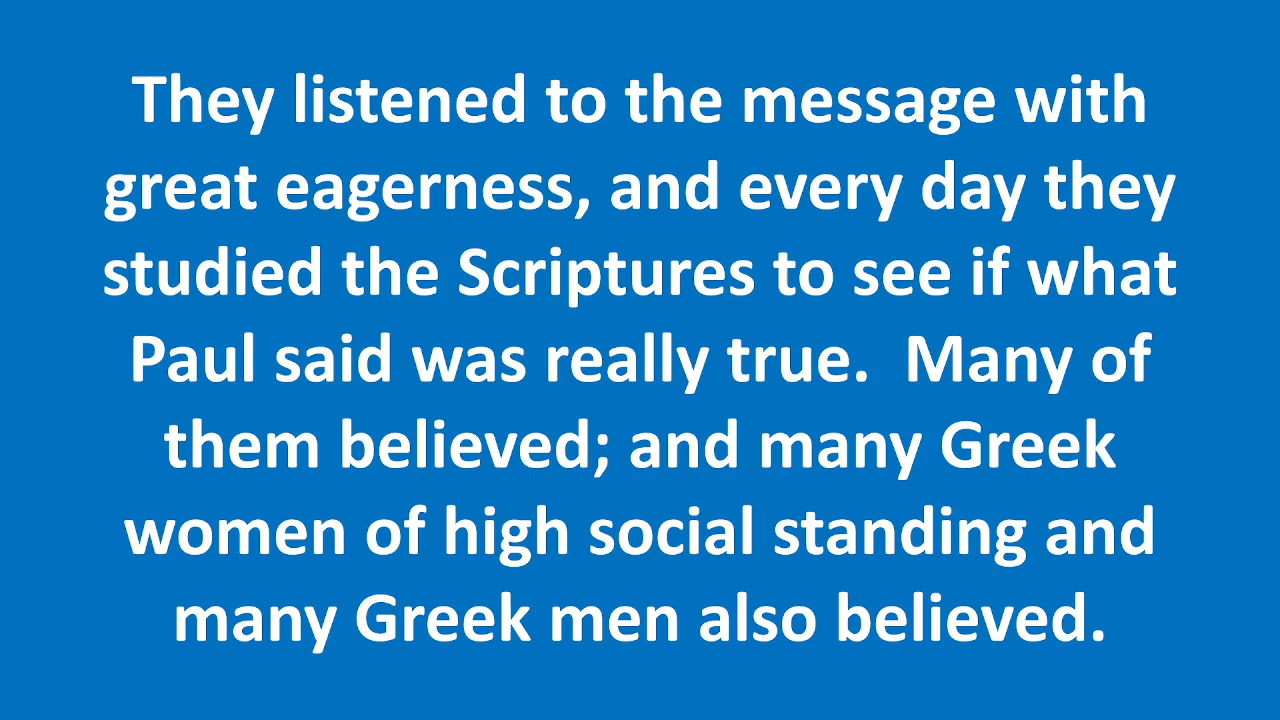 They listened to the message with
great eagerness, and every day they
studied the Scriptures to see if what
Paul said was really true.  Many of
them believed; and many Greek
women of high social standing and
many Greek men also believed.